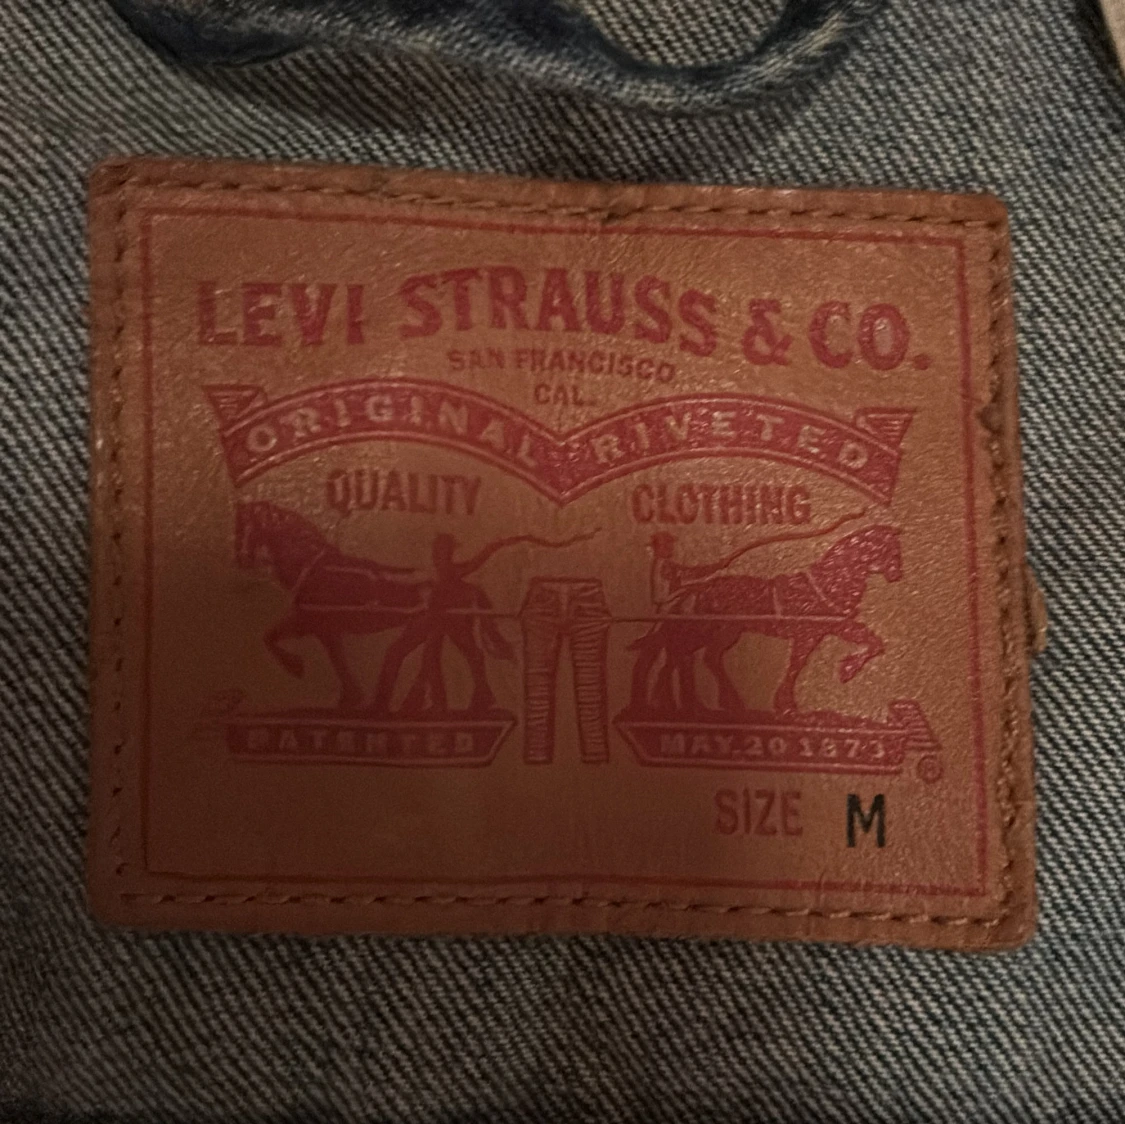 LEVI STRAUSS & CO.
SAN FRANCISCO
CAL.
ORIGINAL RIVETED
QUALITY CLOTHING
PATENTED MAY 20 1873
®
SIZE M